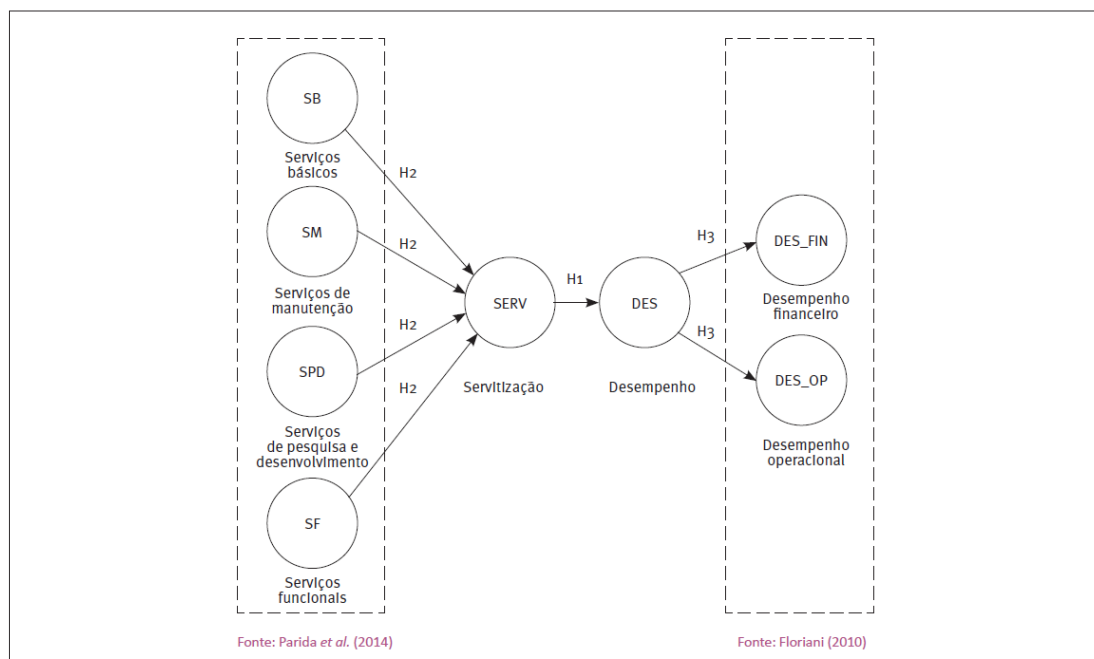 SB
Serviços
básicos
H2
SM
Serviços de
manutenção
H2
SPD
Serviços
de pesquisa e
desenvolvimento
H2
SF
Serviços
funcionais
H2
SERV
Servitização
H1
DES
Desempenho
H3
DES_FIN
Desempenho
financeiro
H3
DES_OP
Desempenho
operacional
Fonte: Parida et al. (2014)
Fonte: Floriani (2010)